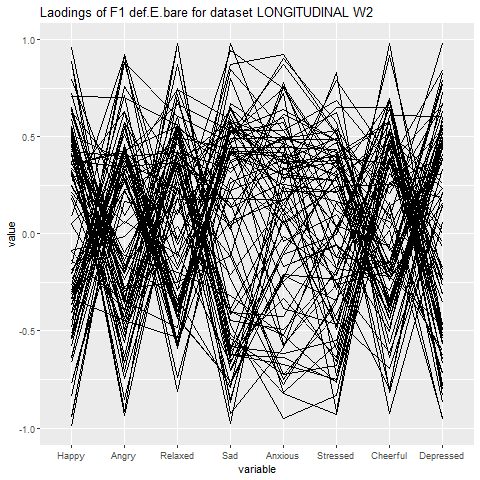 Laodings of F1 def.E.bare for dataset LONGITUDINAL W2
1.0
0.5
0.0
-0.5
-1.0
value
Happy Angry Relaxed Sad Anxious Stressed Cheerful Depressed
variable